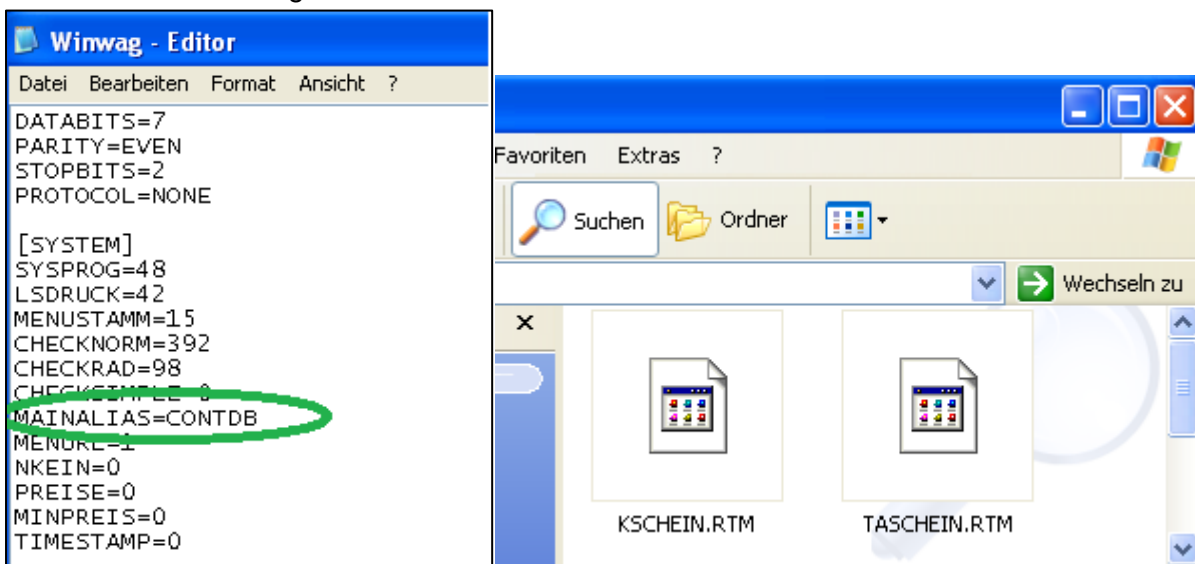 Winwag - Editor
Datei Bearbeiten Format Ansicht ?
DATABITS=7
PARITY=EVEN
STOPBITS=2
PROTOCOL=NONE
[SYSTEM]
SYSPROG=48
LSDRUCK=42
MENUSTAMM=15
CHECKNORM=392
CHECKRAD=98
CHECKSIMPLE=0
MAINALIAS=CONTDB
NKEIN=0
PREISE=0
MINPREIS=0
TIMESTAMP=0
Favoriten Extras ?
Suchen Ordner
Wechseln zu
KSCHEIN.RTM TASCHEIN.RTM